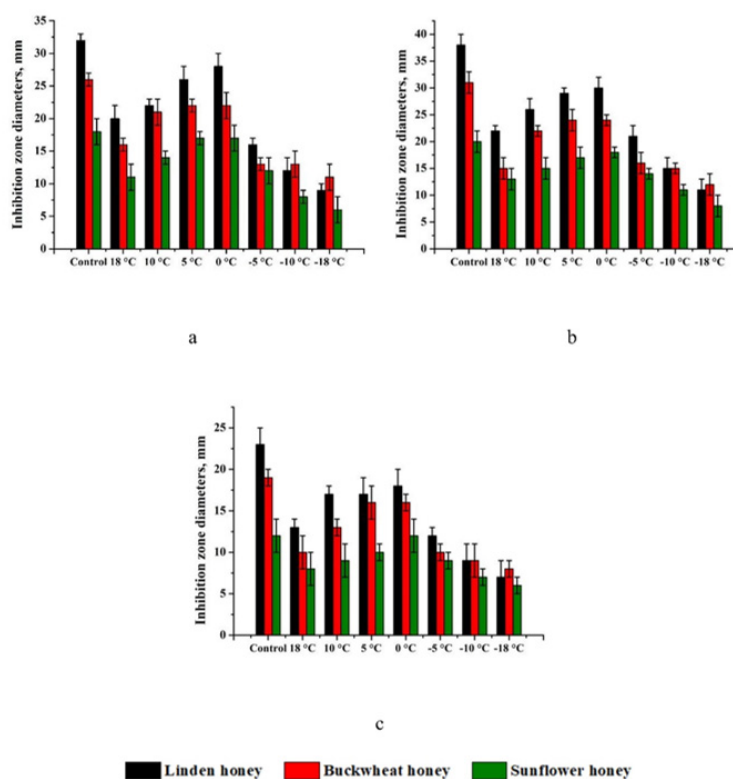 Inhibition zone diameters, mm
35
30
25
20
15
10
5
0
Control 18 °C 10 °C 5 °C 0 °C -5 °C -10 °C -18 °C
a
Inhibition zone diameters, mm
40
35
30
25
20
15
10
5
0
Control 18 °C 10 °C 5 °C 0 °C -5 °C -10 °C -18 °C
b
Inhibition zone diameters, mm
25
20
15
10
5
0
Control 18 °C 10 °C 5 °C 0 °C -5 °C -10 °C -18 °C
c
Linden honey Buckwheat honey Sunflower honey